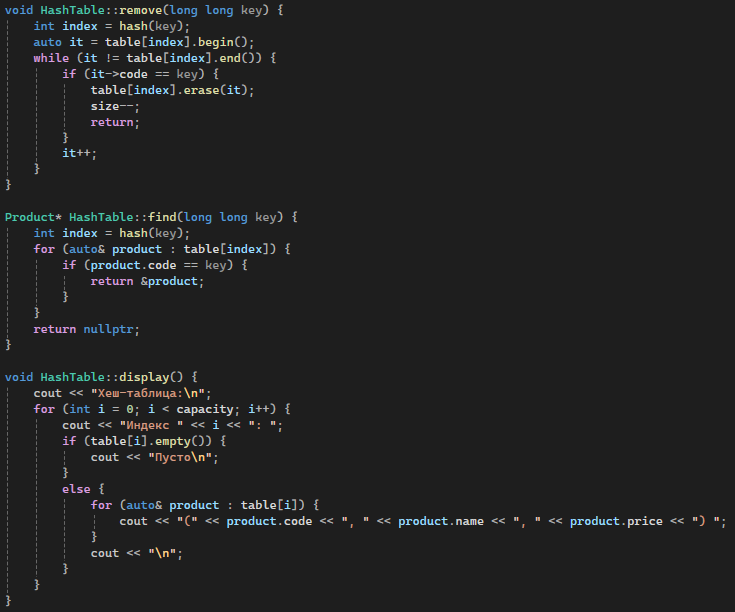 void HashTable::remove(long long key) {
    int index = hash(key);
    auto it = table[index].begin();
    while (it != table[index].end()) {
        if (it->code == key) {
            table[index].erase(it);
            size--;
            return;
        }
        it++;
    }
}

Product* HashTable::find(long long key) {
    int index = hash(key);
    for (auto& product : table[index]) {
        if (product.code == key) {
            return &product;
        }
    }
    return nullptr;
}

void HashTable::display() {
    cout << "Хеш-таблица:\n";
    for (int i = 0; i < capacity; i++) {
        cout << "Индекс " << i << ": ";
        if (table[i].empty()) {
            cout << "Пусто\n";
        }
        else {
            for (auto& product : table[i]) {
                cout << "(" << product.code << ", " << product.name << ", " << product.price << ") ";
            }
            cout << "\n";
        }
    }
}